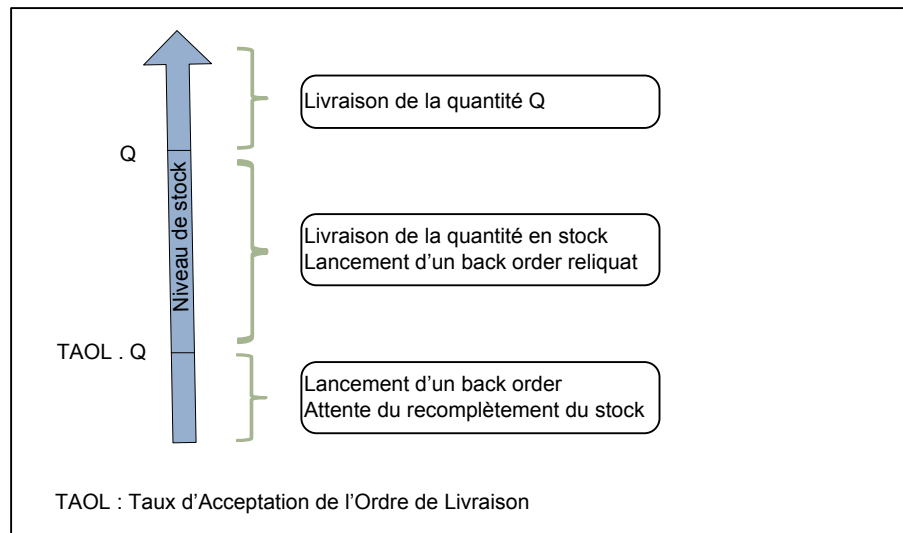 Livraison de la quantité Q
Q
Niveau de stock
Livraison de la quantité en stock
Lancement d'un back order reliquat
TAOL . Q
Lancement d'un back order
Attente du recomplètement du stock
TAOL : Taux d'Acceptation de l'Ordre de Livraison